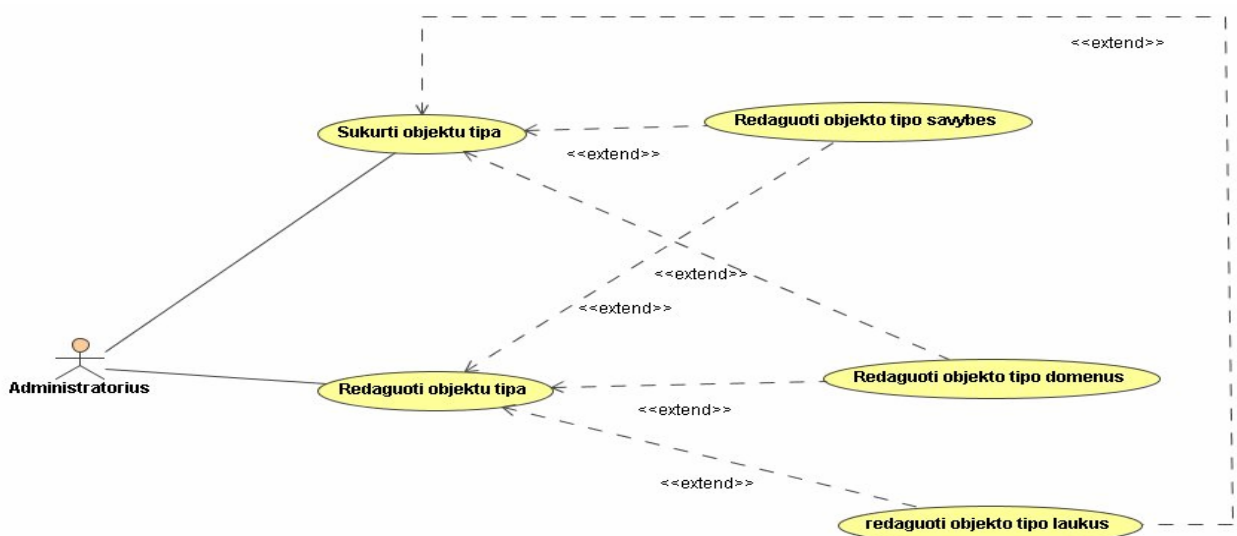 <<extend>>
Sukurti objektu tipa
Redaguoti objekto tipo savybes
<<extend>>
<<extend>>
<<extend>>
Administratorius
Redaguoti objektu tipa
Redaguoti objekto tipo domenus
<<extend>>
<<extend>>
redaguoti objekto tipo laukus